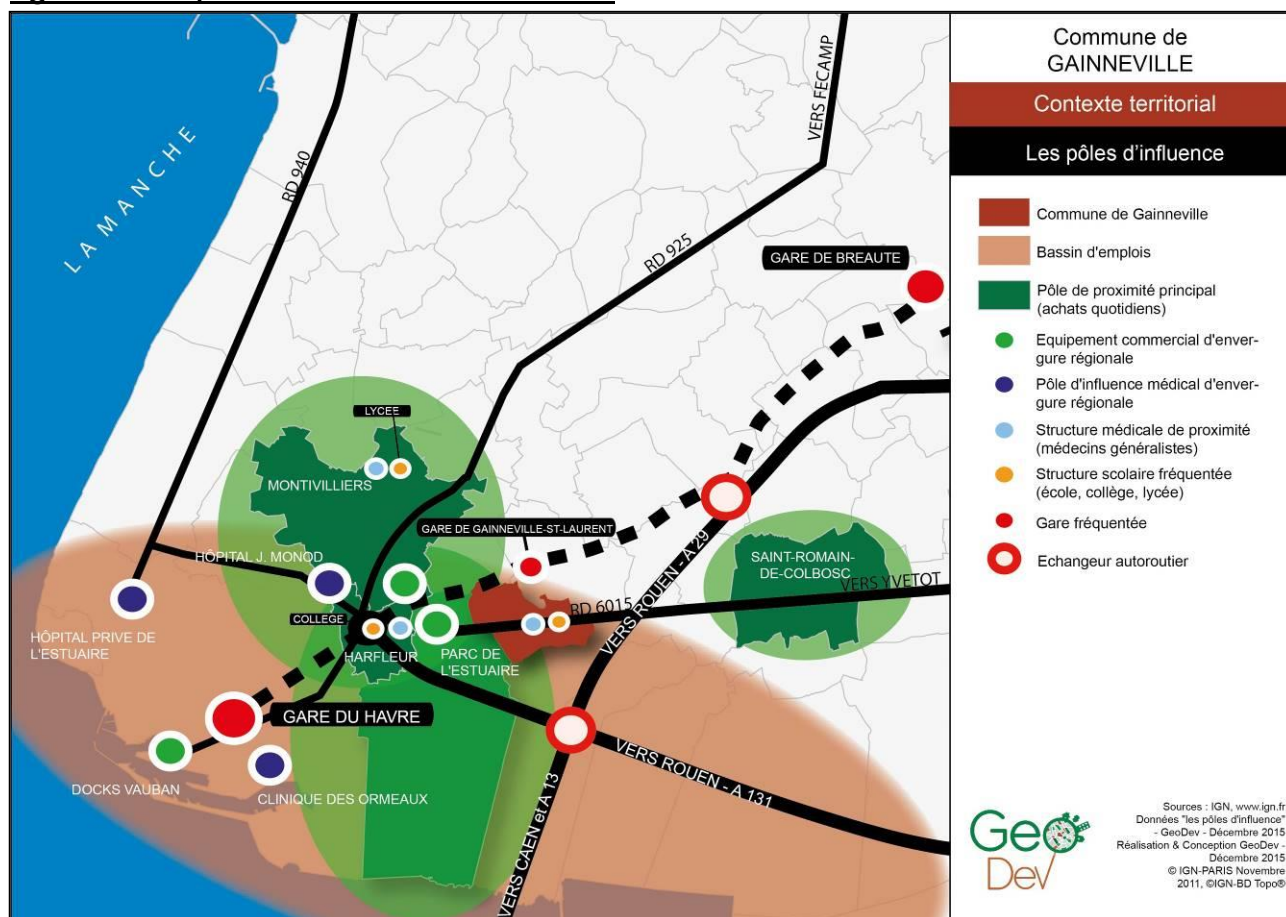 LA MANCHE
RD 940
VERS FECAMP
RD 925
GARE DE BREAUTE
LYCEE
MONTIVILLIERS
GARE DE GAINNEVILLE-ST-LAURENT
HÔPITAL J. MONOD
SAINT-ROMAIN-
DE-COLBOSC
VERS YVETOT
VERS ROUEN - A 29
RD 6015
COLLEGE
HARFLEUR
PARC DE
L'ESTUAIRE
HÔPITAL PRIVE DE
L'ESTUAIRE
GARE DU HAVRE
DOCKS VAUBAN
CLINIQUE DES ORMEAUX
VERS ROUEN - A 131
VERS CAEN et A 13
Commune de
GAINNEVILLE
Contexte territorial
Les pôles d'influence
Commune de Gainneville
Bassin d'emplois
Pôle de proximité principal
(achats quotidiens)
Equipement commercial d'enver-
gure régionale
Pôle d'influence médical d'enver-
gure régionale
Structure médicale de proximité
(médecins généralistes)
Structure scolaire fréquentée
(école, collège, lycée)
Gare fréquentée
Echangeur autoroutier
Geo
Dev
Sources : IGN, www.ign.fr
Données "les pôles d'influence"
- GeoDev - Décembre 2015
Réalisation & Conception GeoDev -
Décembre 2015
© IGN-PARIS Novembre
2011, ©IGN-BD Topo®